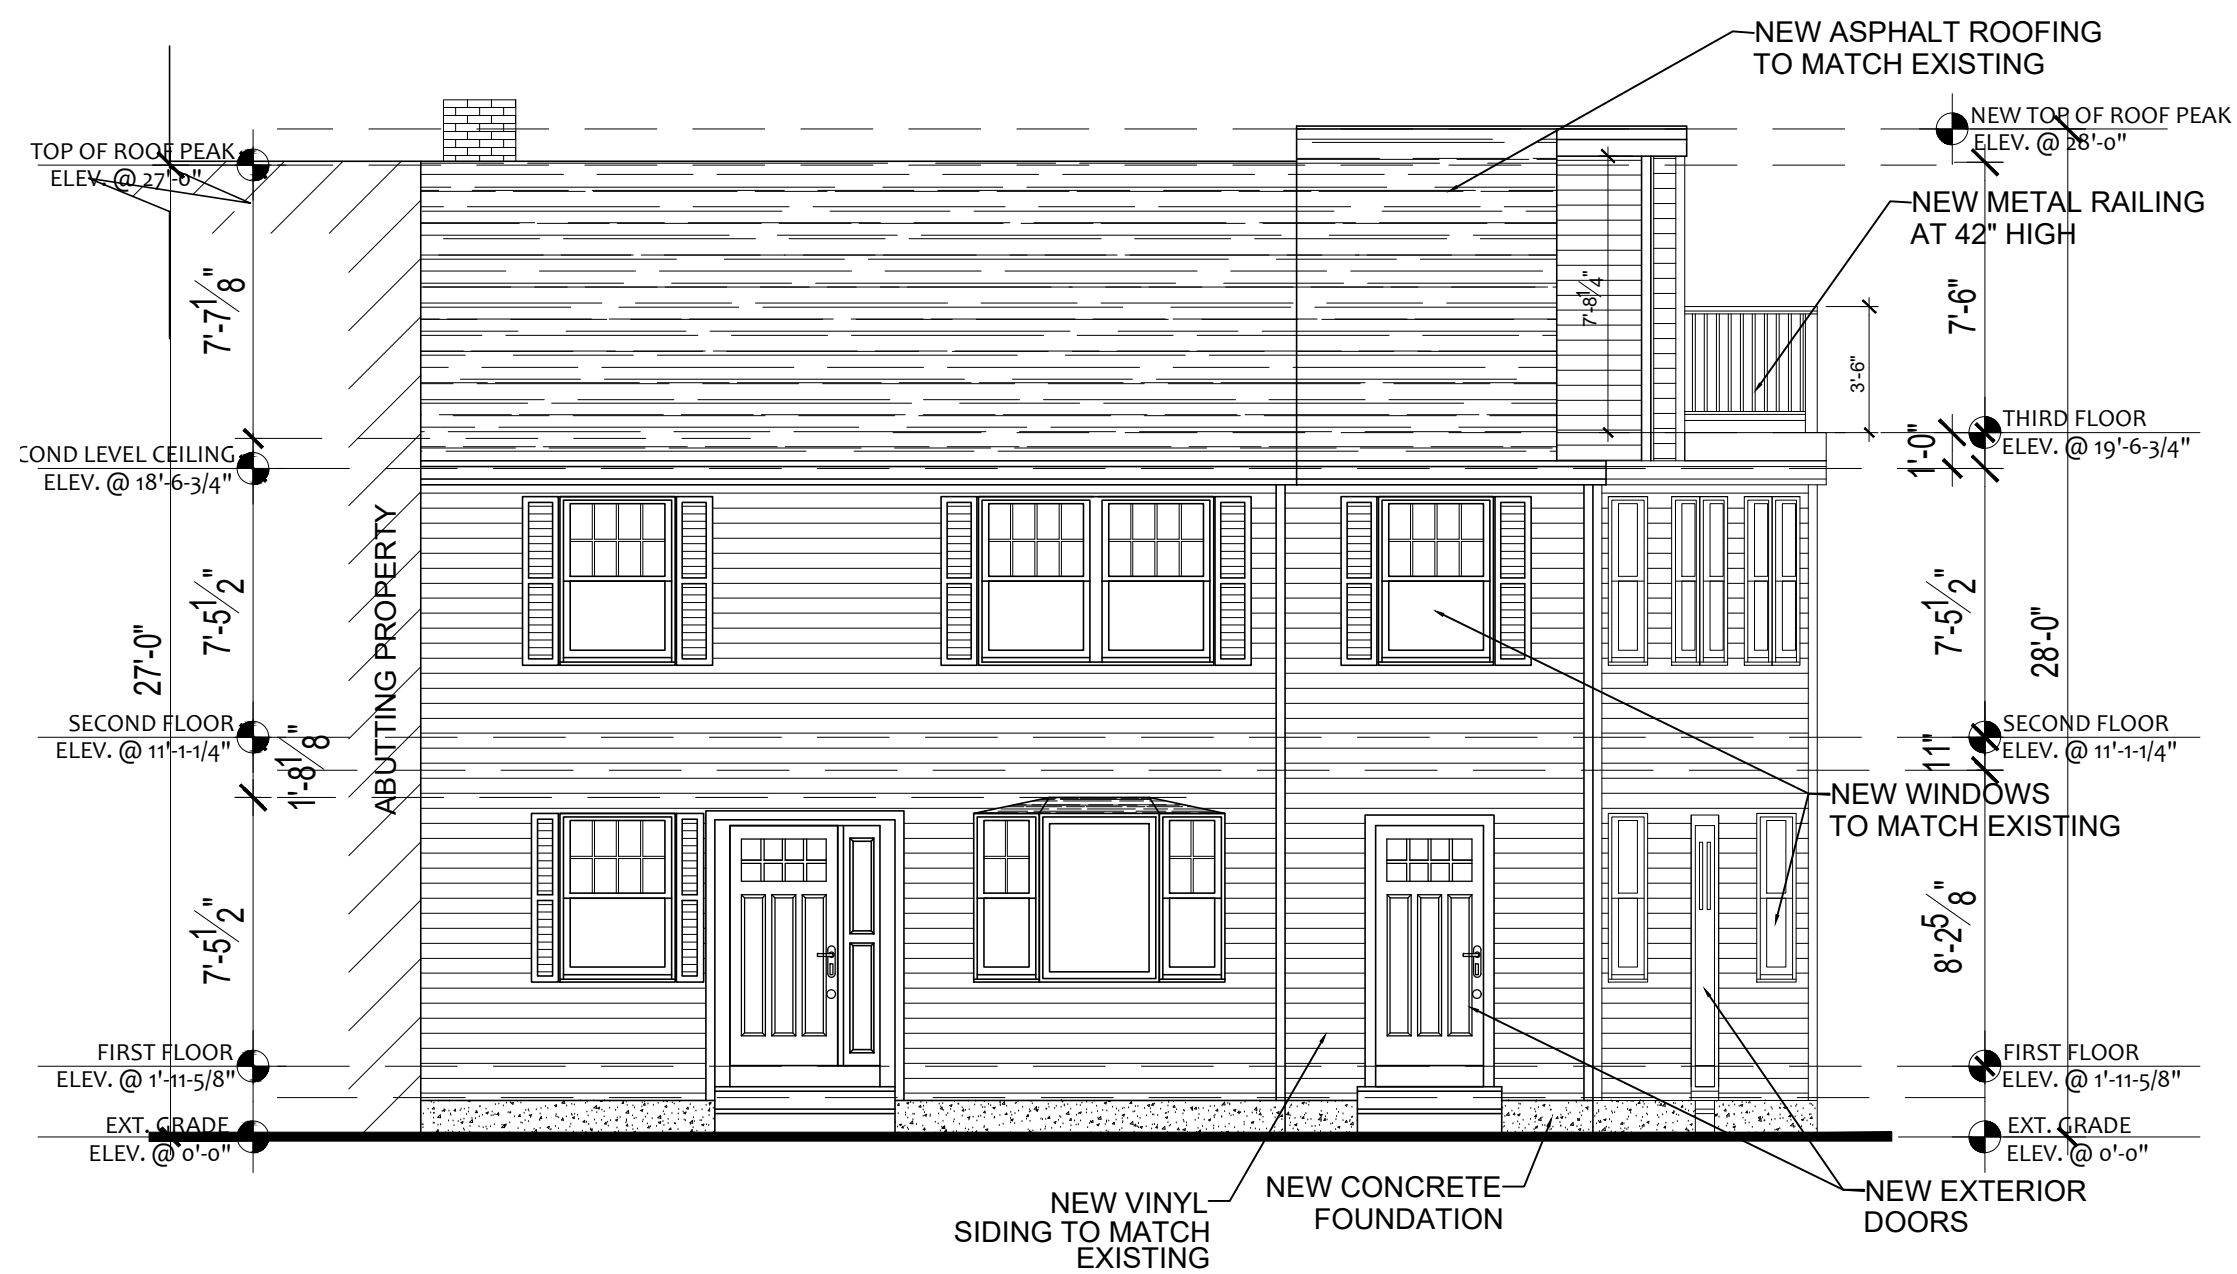 NEW ASPHALT ROOFING
TO MATCH EXISTING
NEW TOP OF ROOF PEAK
ELEV. @ 28'-0"
TOP OF ROOF PEAK
ELEV. @ 27'-0"
NEW METAL RAILING
AT 42" HIGH
7'-7 1/8"
7'-8 1/4"
7'-6"
3'-6"
COND LEVEL CEILING
ELEV. @ 18'-6-3/4"
1'-0"
THIRD FLOOR
ELEV. @ 19'-6-3/4"
ABUTTING PROPERTY
27'-0"
7'-5 1/2"
7'-5 1/2"
28'-0"
SECOND FLOOR
ELEV. @ 11'-1-1/4"
1'-8 1/8"
11"
SECOND FLOOR
ELEV. @ 11'-1-1/4"
NEW WINDOWS
TO MATCH EXISTING
7'-5 1/2"
8'-2 5/8"
FIRST FLOOR
ELEV. @ 1'-11-5/8"
FIRST FLOOR
ELEV. @ 1'-11-5/8"
EXT. GRADE
ELEV. @ 0'-0"
EXT. GRADE
ELEV. @ 0'-0"
NEW VINYL
SIDING TO MATCH
EXISTING
NEW CONCRETE
FOUNDATION
NEW EXTERIOR
DOORS